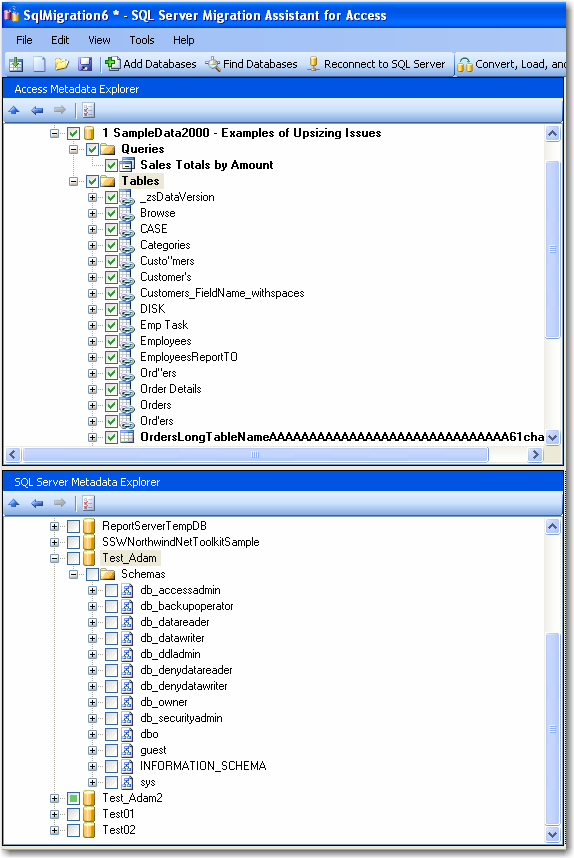 SqlMigration6 * - SQL Server Migration Assistant for Access
File Edit View Tools Help
Add Databases Find Databases Reconnect to SQL Server Convert, Load, and
Access Metadata Explorer
1 SampleData2000 - Examples of Upsizing Issues
Queries
Sales Totals by Amount
Tables
_zsDataVersion
Browse
CASE
Categories
Custo''mers
Customer's
Customers_FieldName_withspaces
DISK
Emp Task
Employees
EmployeesReportTO
Ord''ers
Order Details
Orders
Ord'ers
OrdersLongTableNameAAAAAAAAAAAAAAAAAAAAAAAAAAAAAA61cha
SQL Server Metadata Explorer
ReportServerTempDB
SSWNorthwindNetToolkitSample
Test_Adam
Schemas
db_accessadmin
db_backupoperator
db_datareader
db_datawriter
db_ddladmin
db_denydatareader
db_denydatawriter
db_owner
db_securityadmin
dbo
guest
INFORMATION_SCHEMA
sys
Test_Adam2
Test01
Test02